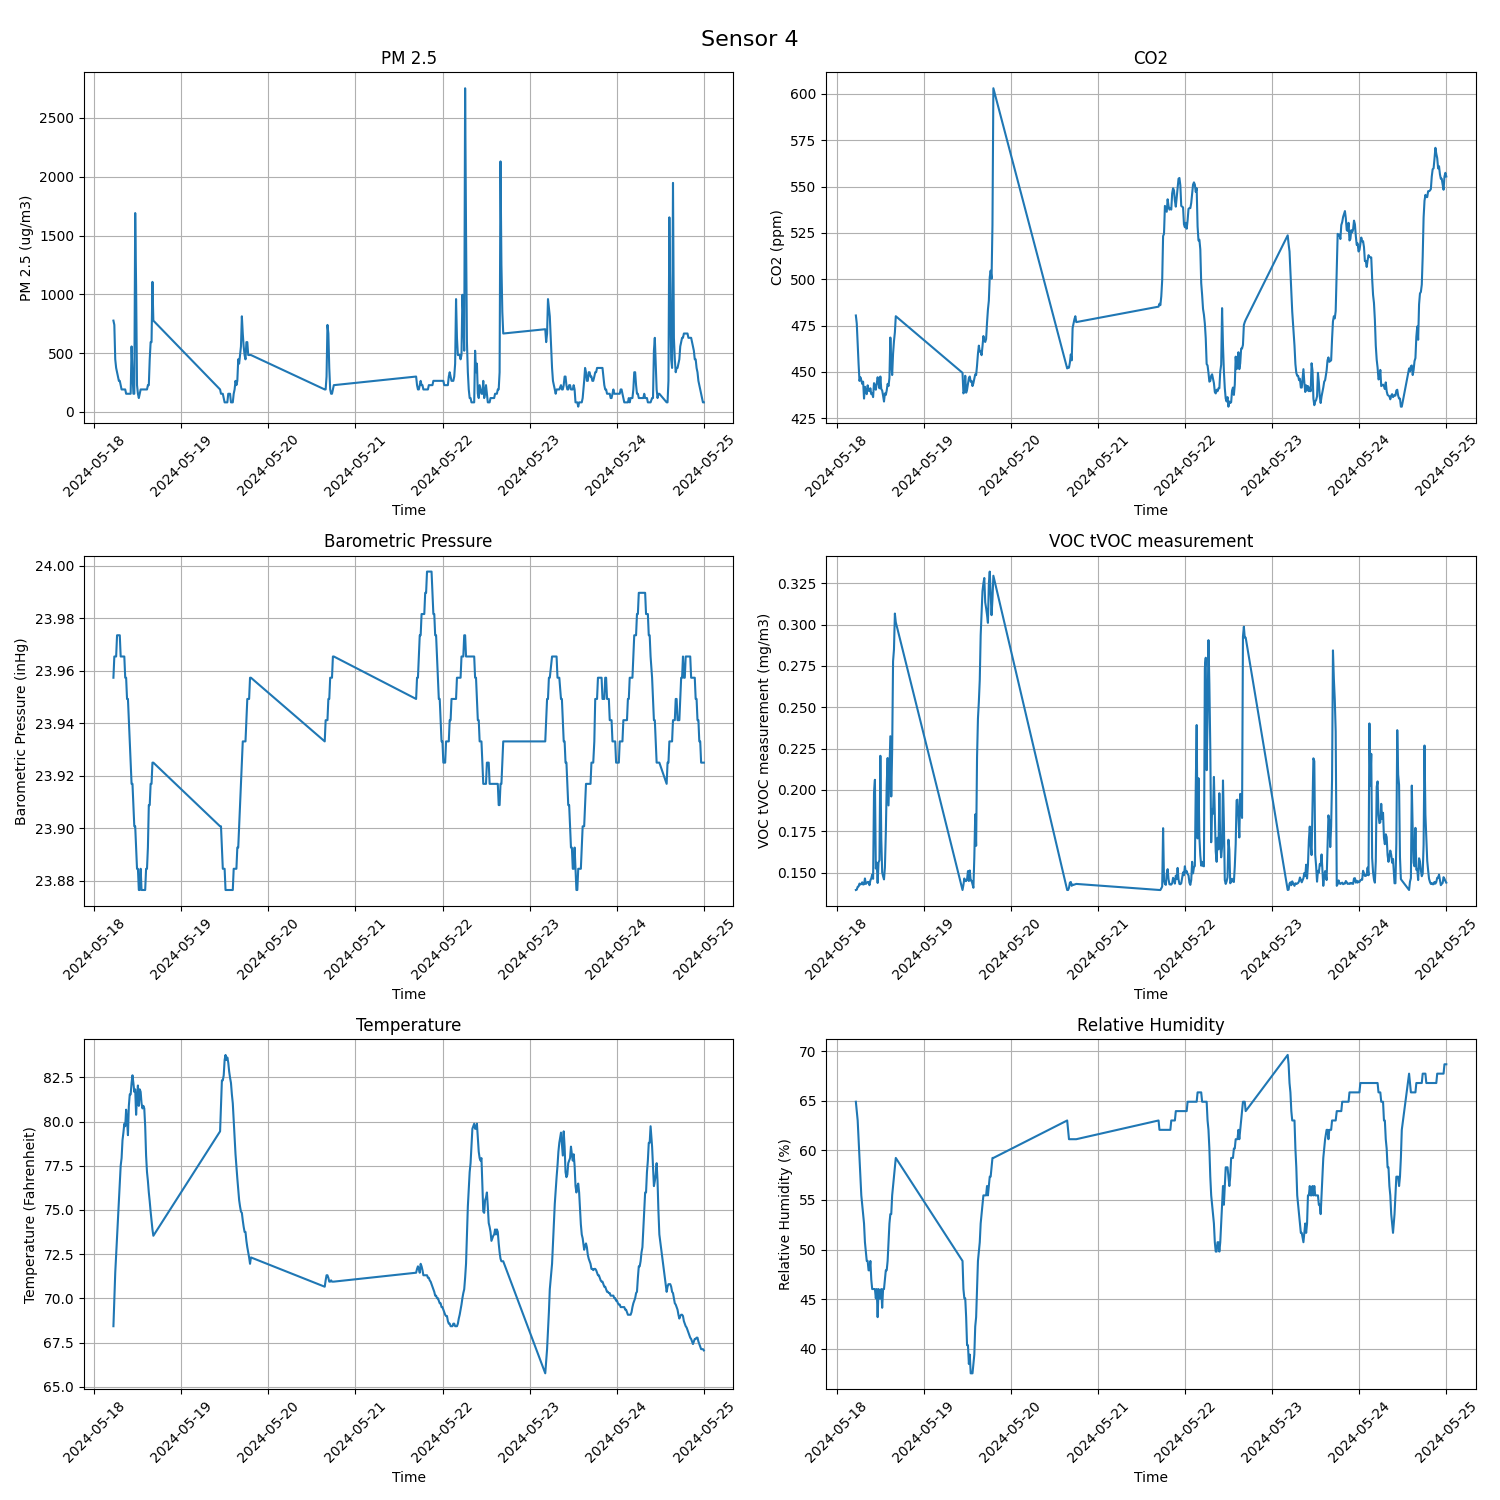 Sensor 4
PM 2.5
PM 2.5 (ug/m3)
2500
2000
1500
1000
500
0
2024-05-18 2024-05-19 2024-05-20 2024-05-21 2024-05-22 2024-05-23 2024-05-24 2024-05-25
Time
CO2
CO2 (ppm)
600
575
550
525
500
475
450
425
2024-05-18 2024-05-19 2024-05-20 2024-05-21 2024-05-22 2024-05-23 2024-05-24 2024-05-25
Time
Barometric Pressure
Barometric Pressure (inHg)
24.00
23.98
23.96
23.94
23.92
23.90
23.88
2024-05-18 2024-05-19 2024-05-20 2024-05-21 2024-05-22 2024-05-23 2024-05-24 2024-05-25
Time
VOC tVOC measurement
VOC tVOC measurement (mg/m3)
0.325
0.300
0.275
0.250
0.225
0.200
0.175
0.150
2024-05-18 2024-05-19 2024-05-20 2024-05-21 2024-05-22 2024-05-23 2024-05-24 2024-05-25
Time
Temperature
Temperature (Fahrenheit)
82.5
80.0
77.5
75.0
72.5
70.0
67.5
65.0
2024-05-18 2024-05-19 2024-05-20 2024-05-21 2024-05-22 2024-05-23 2024-05-24 2024-05-25
Time
Relative Humidity
Relative Humidity (%)
70
65
60
55
50
45
40
2024-05-18 2024-05-19 2024-05-20 2024-05-21 2024-05-22 2024-05-23 2024-05-24 2024-05-25
Time